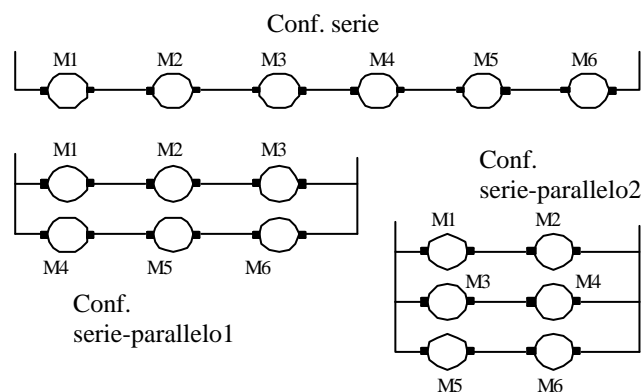 Conf. serie
M1 M2 M3 M4 M5 M6
M1 M2 M3
M4 M5 M6
Conf.
serie-parallelo1
Conf.
serie-parallelo2
M1 M2
M3 M4
M5 M6